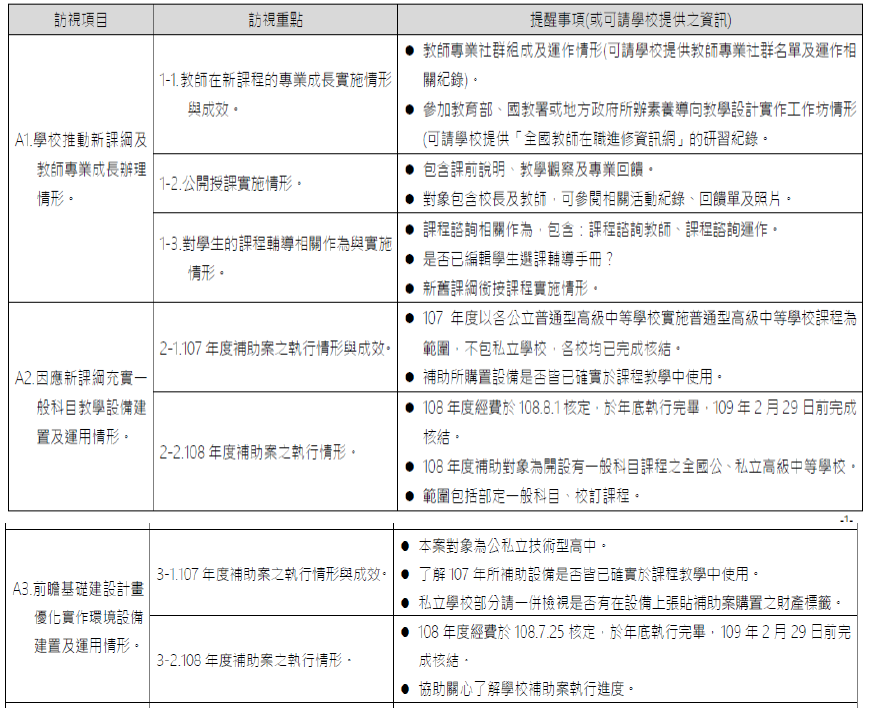 訪視項目
訪視重點
提醒事項(或可請學校提供之資訊)
A1.學校推動新課綱及
教師專業成長辦理
情形。
1-1.教師在新課程的專業成長實施情形
與成效。
● 教師專業社群組成及運作情形(可請學校提供教師專業社群名單及運作相
關紀錄)。
● 參加教育部、國教署或地方政府所辦素養導向教學設計實作工作坊情形
(可請學校提供「全國教師在職進修資訊網」的研習紀錄。
1-2.公開授課實施情形。
● 包含課前說明、教學觀察及專業回饋。
● 對象包含校長及教師，可參閱相關活動紀錄、回饋單及照片。
1-3.對學生的課程輔導相關作為與實施
情形。
● 課程諮詢相關作為，包含：課程諮詢教師、課程諮詢運作。
● 是否已編輯學生選課輔導手冊？
● 新舊課綱銜接課程實施情形。
A2.因應新課綱充實一
般科目教學設備建
置及運用情形。
2-1.107 年度補助案之執行情形與成效。
● 107 年度以各公立普通型高級中等學校實施普通型高級中等學校課程為
範圍，不包私立學校，各校均已完成核結。
● 補助所購置設備是否皆已確實於課程教學中使用。
2-2.108 年度補助案之執行情形。
● 108 年度經費於 108.8.1 核定，於年底執行完畢，109 年 2 月 29 日前完成
核結。
● 108 年度補助對象為開設有一般科目課程之全國公、私立高級中等學校。
● 範圍包括部定一般科目、校訂課程。
-1-
A3.前瞻基礎建設計畫
優化實作環境設備
建置及運用情形。
3-1.107 年度補助案之執行情形與成效。
● 本案對象為公私立技術型高中。
● 了解 107 年所補助設備是否皆已確實於課程教學中使用。
● 私立學校部分請一併檢視是否有在設備上張貼補助案購置之財產標籤。
3-2.108 年度補助案之執行情形。
● 108 年度經費於 108.7.25 核定，於年底執行完畢，109 年 2 月 29 日前完
成核結。
● 協助關心了解學校補助案執行進度。